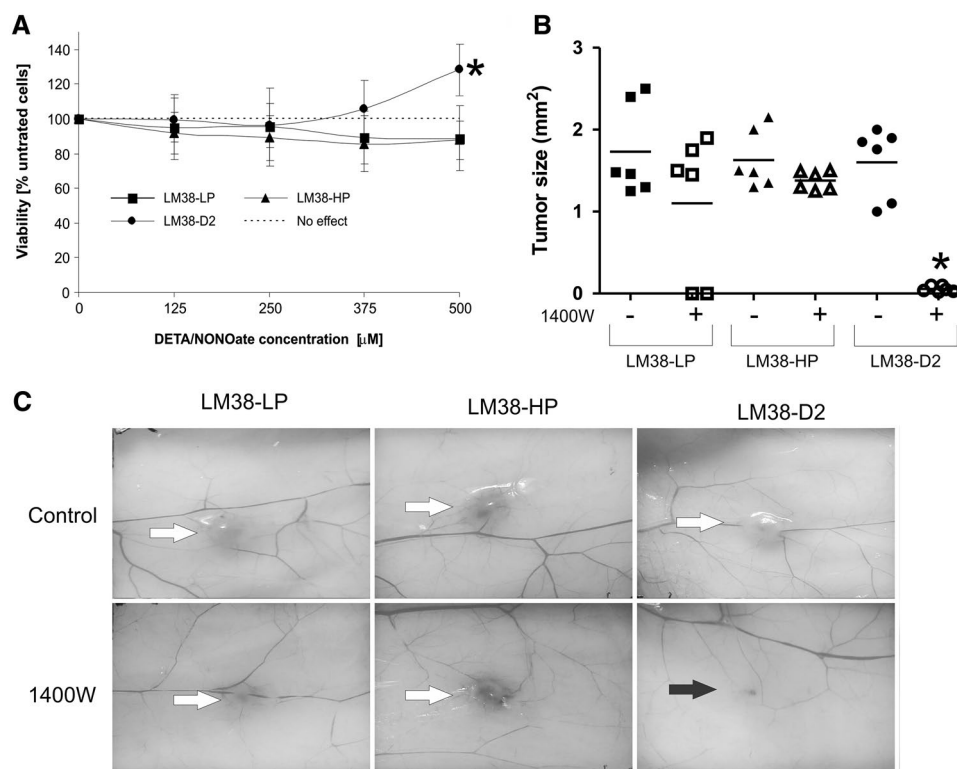 A
140
120
100
80
60
40
20
0
Viability [% untreated cells]
*
LM38-LP
LM38-HP
LM38-D2
No effect
0
125
250
375
500
DETA/NONOate concentration [μM]
B
3
2
1
0
Tumor size (mm²)
*
1400W
-
+
-
+
-
+
LM38-LP
LM38-HP
LM38-D2
C
LM38-LP
LM38-HP
LM38-D2
Control
1400W